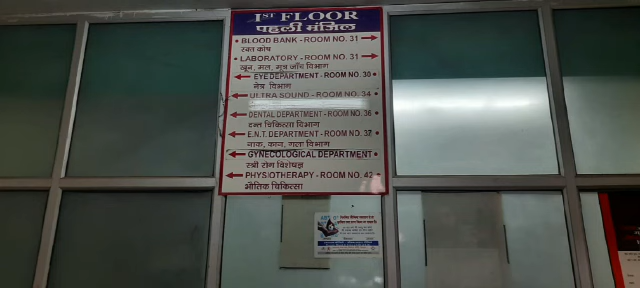 IST FLOOR
पहली मंजिल
• BLOOD BANK - ROOM NO. 31
रक्त कोष
• LABORATORY - ROOM NO. 31
खून, मल, मूत्र जाँच विभाग
EYE DEPARTMENT - ROOM NO. 30 •
नेत्र विभाग
ULTRA SOUND - ROOM NO. 34 •
DENTAL DEPARTMENT - ROOM NO. 36 •
दन्त चिकित्सा विभाग
E.N.T. DEPARTMENT - ROOM NO. 37 •
नाक, कान, गला विभाग
GYNECOLOGICAL DEPARTMENT •
स्त्री रोग विशेषज्ञ
PHYSIOTHERAPY - ROOM NO. 42 •
भौतिक चिकित्सा